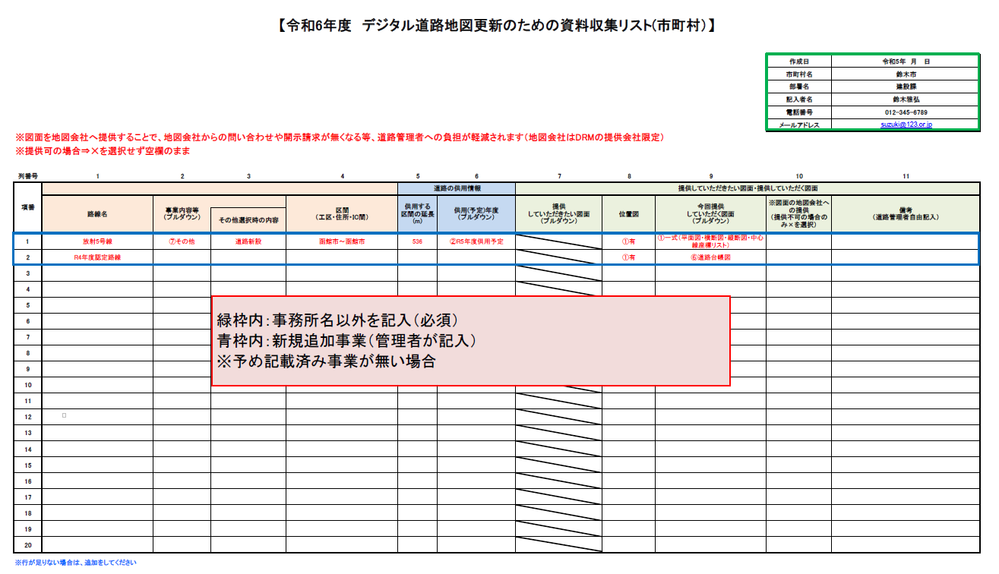 【令和6年度　デジタル道路地図更新のための資料収集リスト(市町村)】
作成日 令和5年　月　日
市町村名 鈴木市
部署名 建設課
記入者名 鈴木雅弘
電話番号 012-345-6789
メールアドレス suzuki@123.or.jp
※図面を地図会社へ提供することで、地図会社からの問い合わせや開示請求が無くなる等、道路管理者への負担が軽減されます(地図会社はDRMの提供会社限定)
※提供可の場合⇒×を選択せず空欄のまま
列番号 1 2 3 4 5 6 7 8 9 10 11
道路の供用情報 提供していただきたい図面・提供していただく図面
項番
路線名
事業内容等
(プルダウン)
その他選択時の内容
区間
(工区・住所・IC間)
供用する
区間の延長
(m)
供用(予定)年度
(プルダウン)
提供
していただきたい図面
(プルダウン)
位置図
今回提供
していただく図面
(プルダウン)
※図面の地図会社へ
の提供
(提供不可の場合の
み×を選択)
備考
(道路管理者自由記入)
1 放射5号線 ⑦その他 道路新設 函館市～函館市 536 ②R5年度供用予定 ①有 ①一式(平面図・横断図・縦断図・中心
線座標リスト)
2 R4年度認定路線 ①有 ⑥道路台帳図
3
4
5
6
7
8
9
10
緑枠内：事務所名以外を記入(必須)
青枠内：新規追加事業(管理者が記入)
※予め記載済み事業が無い場合
11
12
13
14
15
16
17
18
19
20
※行が足りない場合は、追加をしてください